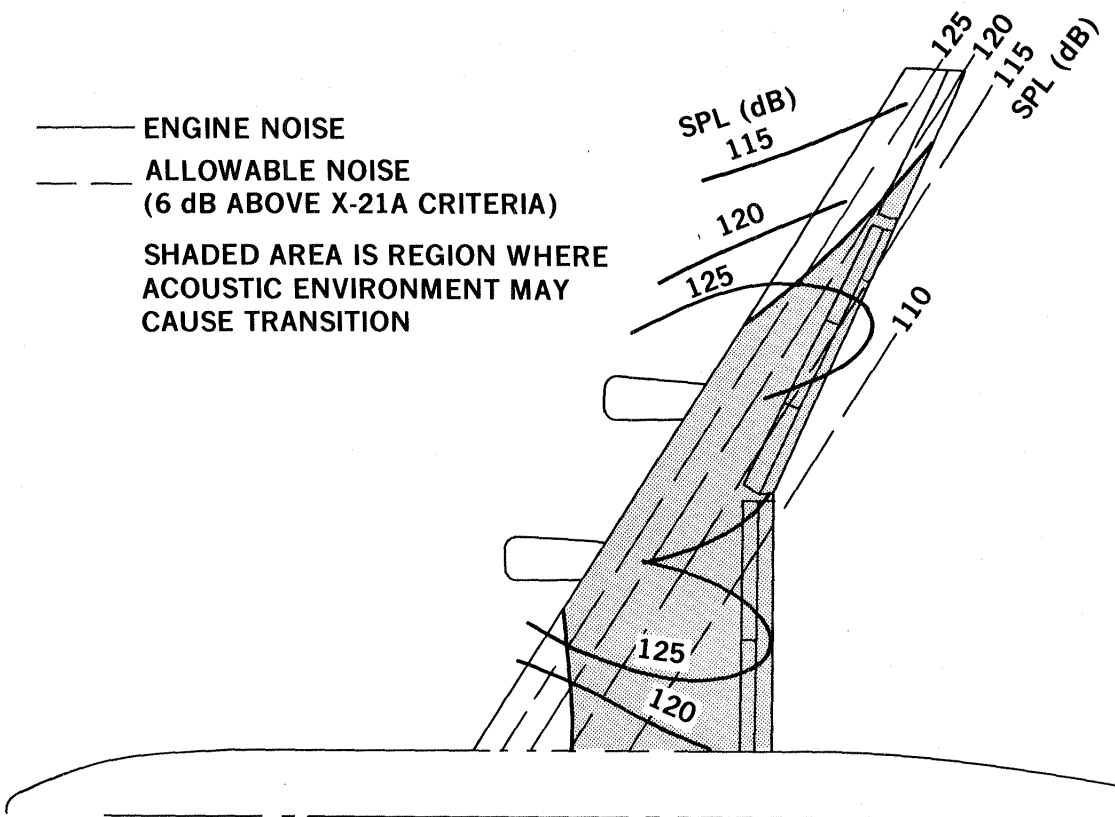 ENGINE NOISE
ALLOWABLE NOISE
(6 dB ABOVE X-21A CRITERIA)
SHADED AREA IS REGION WHERE
ACOUSTIC ENVIRONMENT MAY
CAUSE TRANSITION
SPL (dB)
115
120
125
125
120
115
SPL (dB)
110
125
120